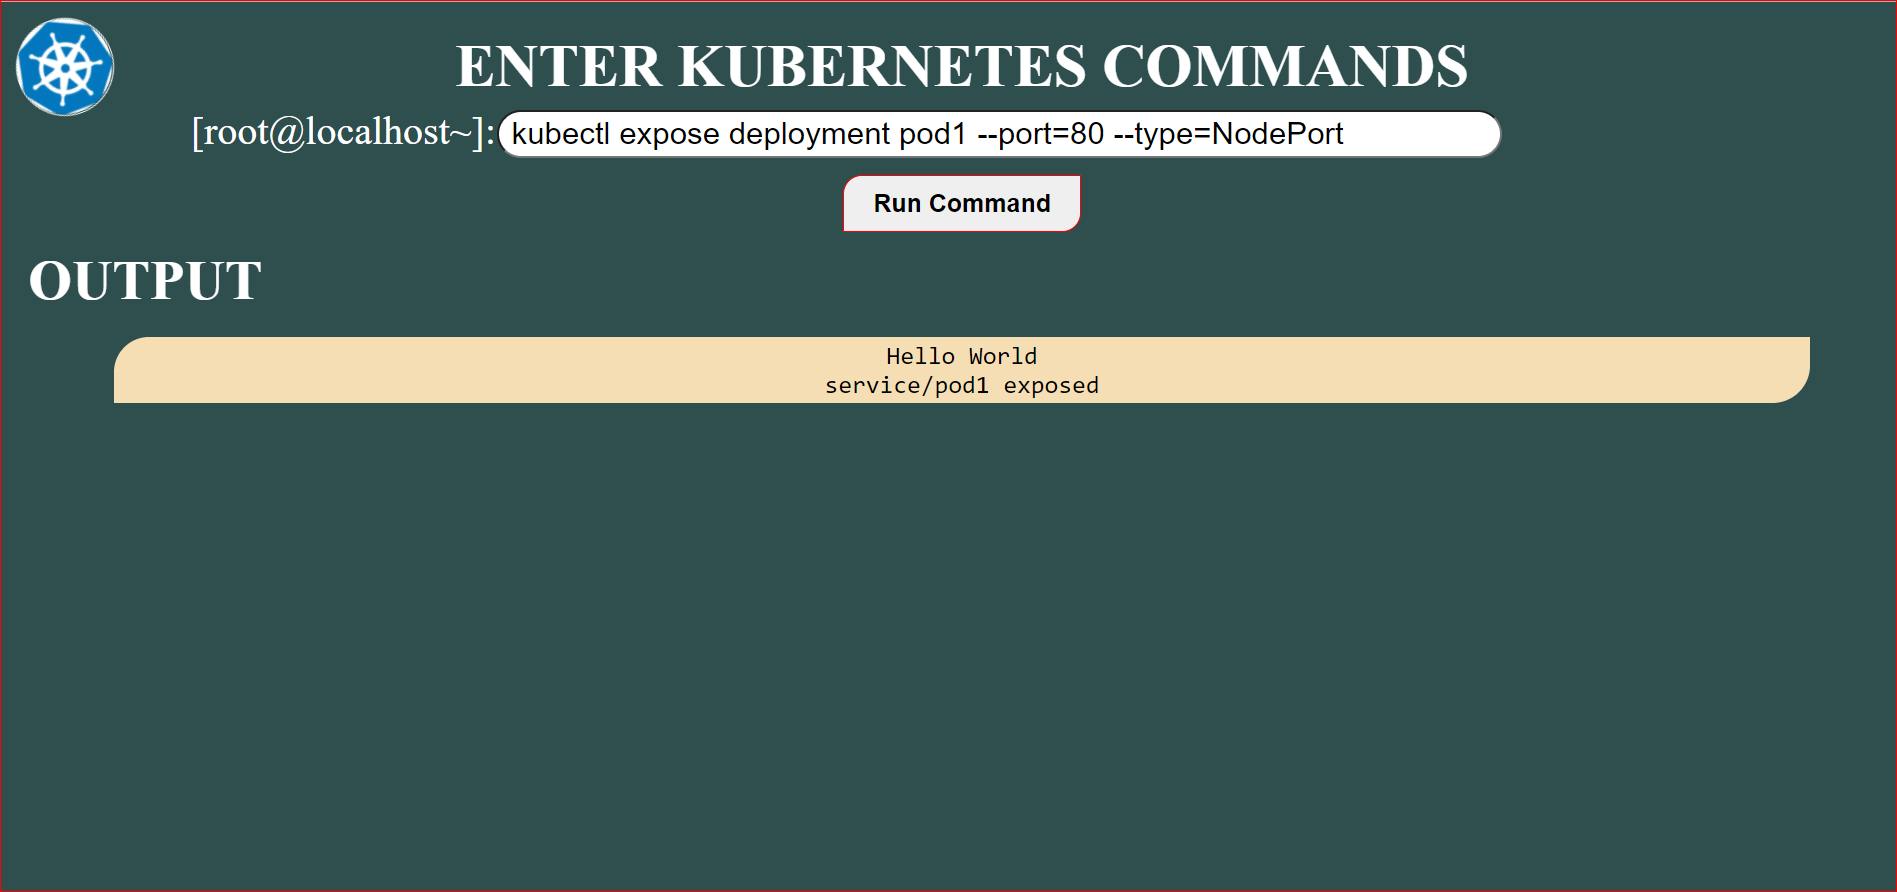 ENTER KUBERNETES COMMANDS
[root@localhost~]: kubectl expose deployment pod1 --port=80 --type=NodePort
Run Command
OUTPUT
Hello World
service/pod1 exposed